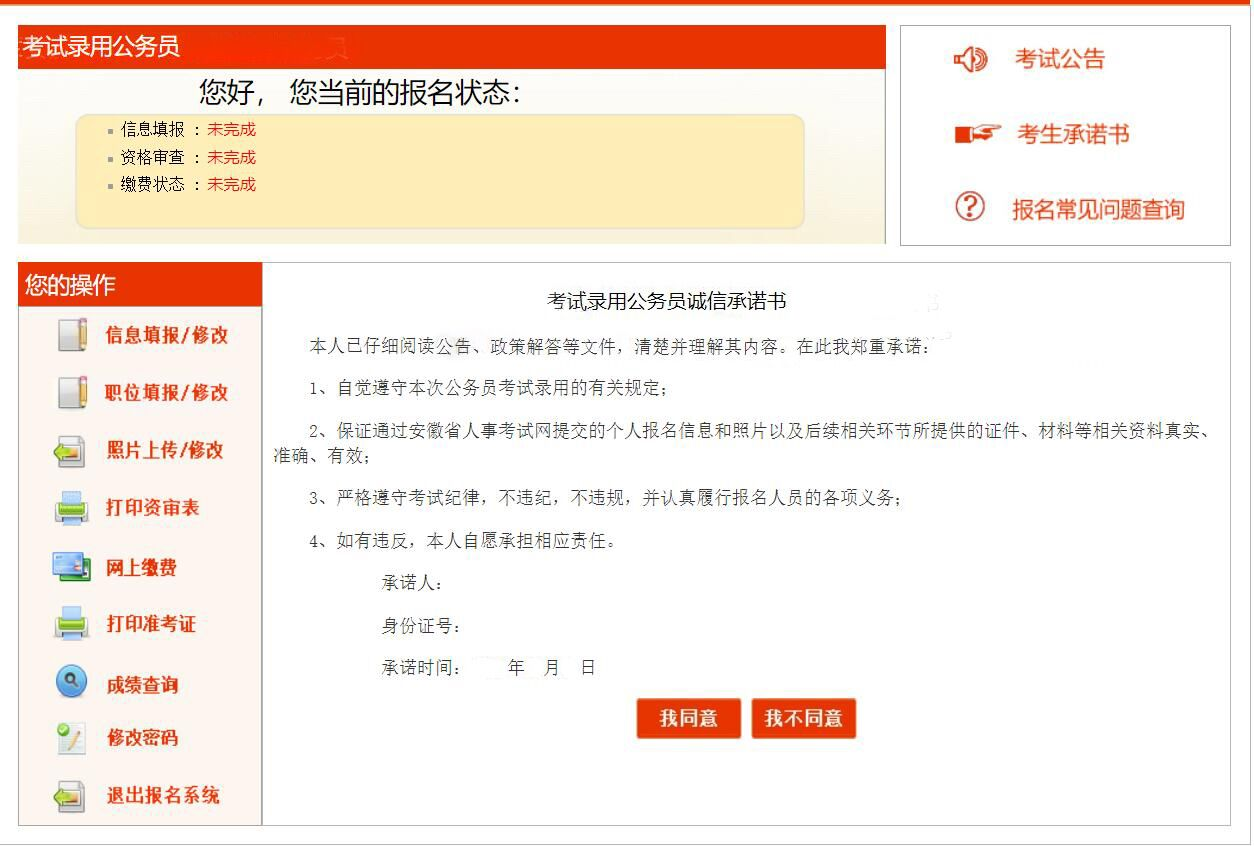 考试录用公务员
您好， 您当前的报名状态：
信息填报 ：未完成
资格审查 ：未完成
缴费状态 ：未完成
考试公告
考生承诺书
报名常见问题查询
您的操作
信息填报/修改
职位填报/修改
照片上传/修改
打印资审表
网上缴费
打印准考证
成绩查询
修改密码
退出报名系统
考试录用公务员诚信承诺书
本人已仔细阅读公告、政策解答等文件，清楚并理解其内容。在此我郑重承诺：
1、自觉遵守本次公务员考试录用的有关规定；
2、保证通过安徽省人事考试网提交的个人报名信息和照片以及后续相关环节所提供的证件、材料等相关资料真实、
准确、有效；
3、严格遵守考试纪律，不违纪，不违规，并认真履行报名人员的各项义务；
4、如有违反，本人自愿承担相应责任。
承诺人：
身份证号：
承诺时间： 年 月 日
我同意
我不同意